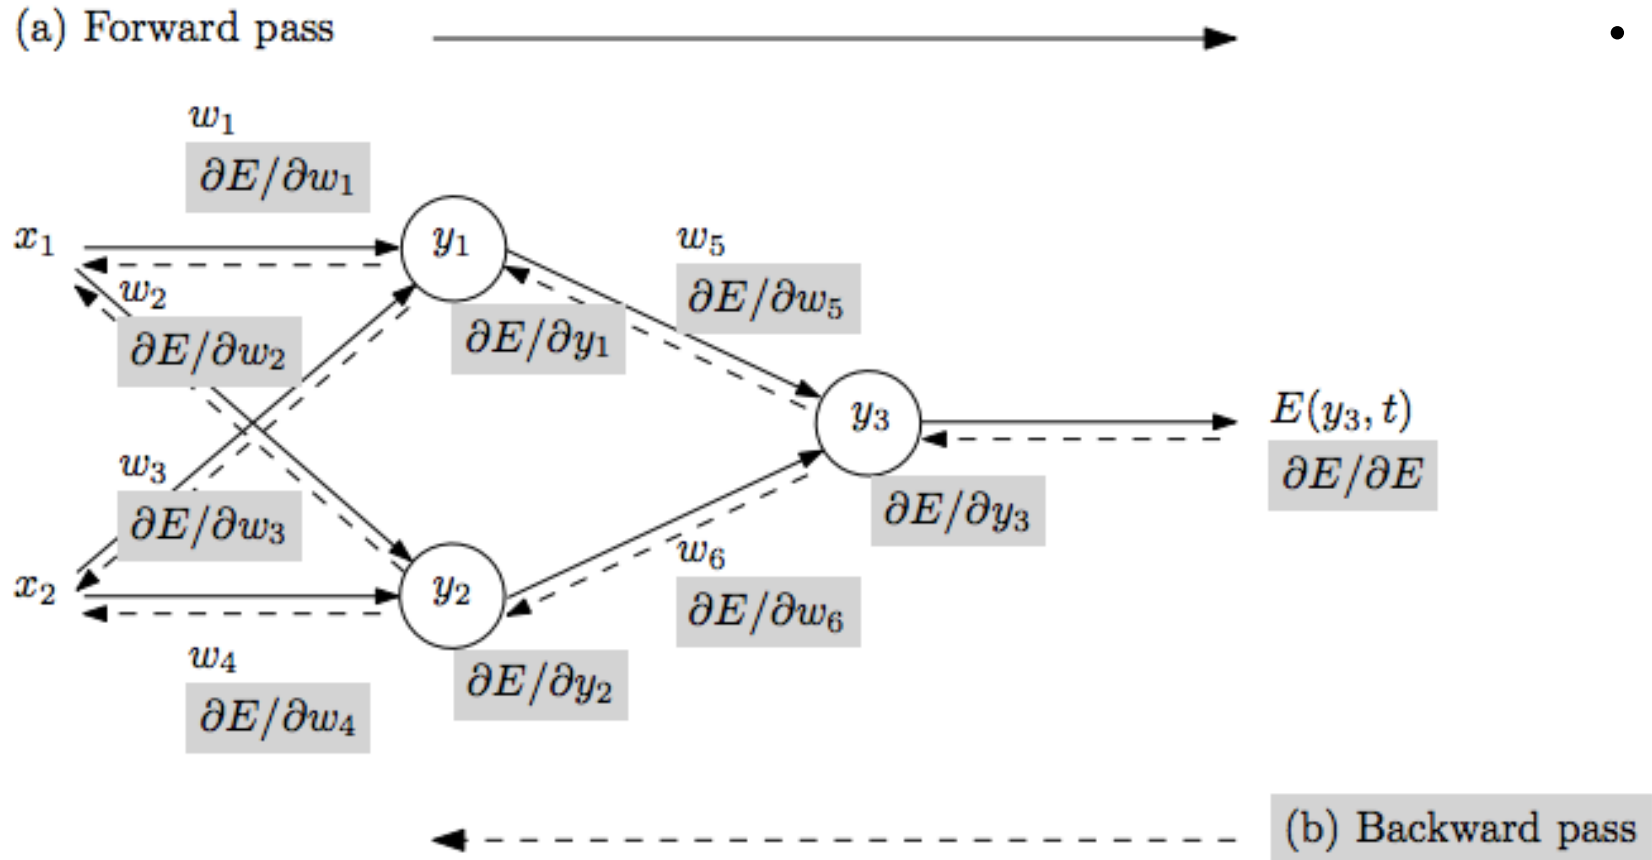 (a) Forward pass
•
w₁
∂E/∂w₁
x₁
y₁
w₅
w₂
∂E/∂w₅
∂E/∂w₂
∂E/∂y₁
y₃
E(y₃, t)
w₃
∂E/∂E
∂E/∂w₃
∂E/∂y₃
x₂
y₂
w₆
∂E/∂w₆
w₄
∂E/∂y₂
∂E/∂w₄
(b) Backward pass